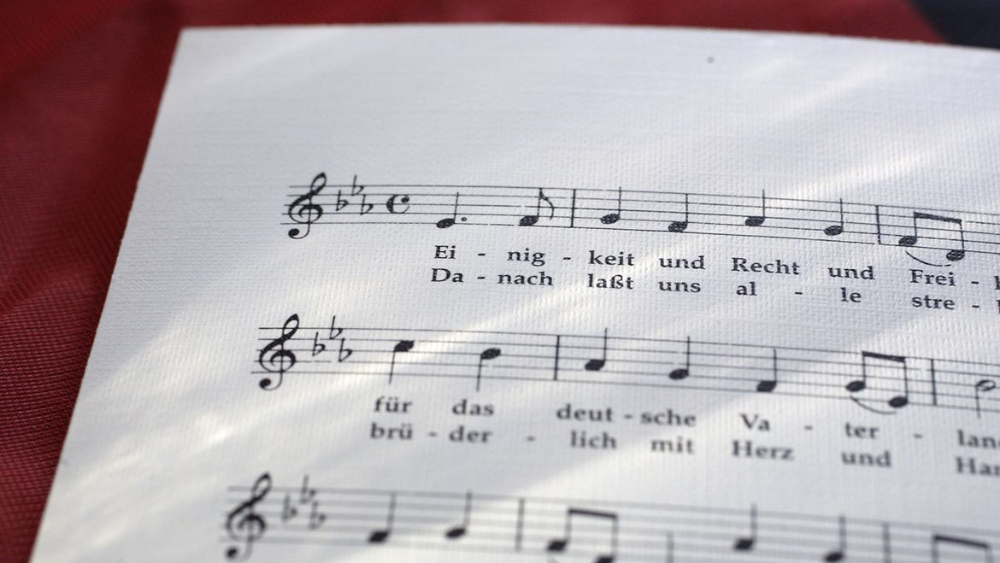 Ei - nig - keit und Recht und Frei -
Da - nach laßt uns al - le stre -
für das deut - sche Va - ter -
brü - der - lich mit Herz und